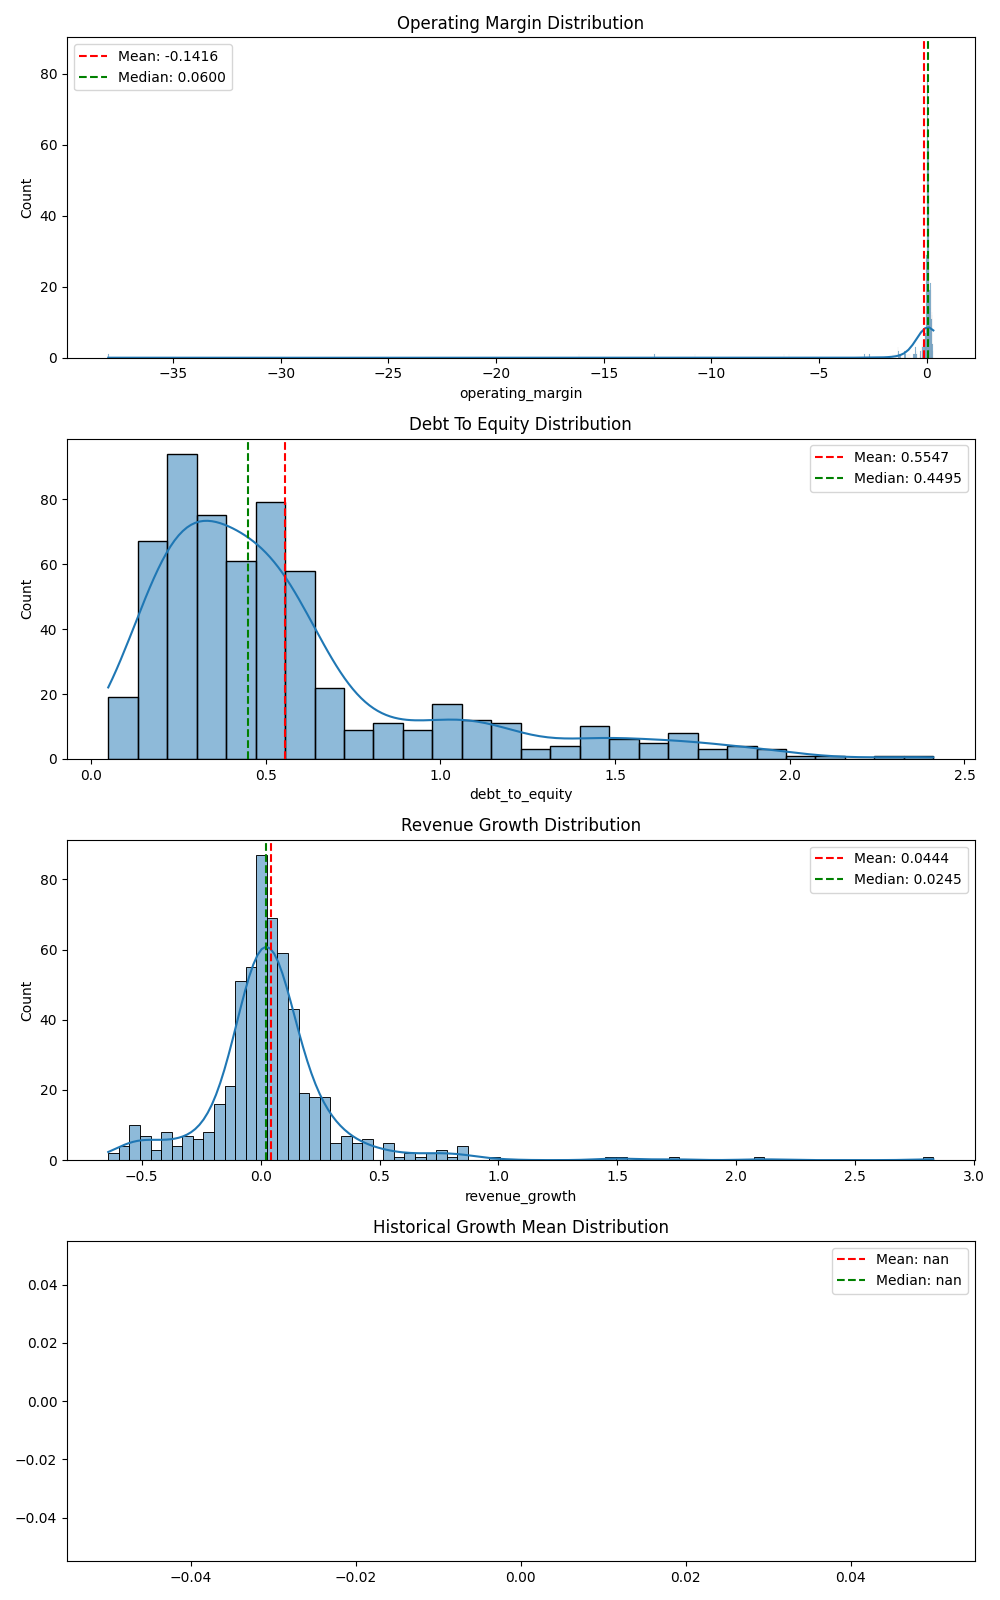 Operating Margin Distribution
Mean: -0.1416
Median: 0.0600
80
60
40
20
0
Count
−35
−30
−25
−20
−15
−10
−5
0
operating_margin
Debt To Equity Distribution
Mean: 0.5547
Median: 0.4495
80
60
40
20
0
Count
0.0
0.5
1.0
1.5
2.0
2.5
debt_to_equity
Revenue Growth Distribution
Mean: 0.0444
Median: 0.0245
80
60
40
20
0
Count
−0.5
0.0
0.5
1.0
1.5
2.0
2.5
3.0
revenue_growth
Historical Growth Mean Distribution
Mean: nan
Median: nan
0.04
0.02
0.00
−0.02
−0.04
−0.04
−0.02
0.00
0.02
0.04